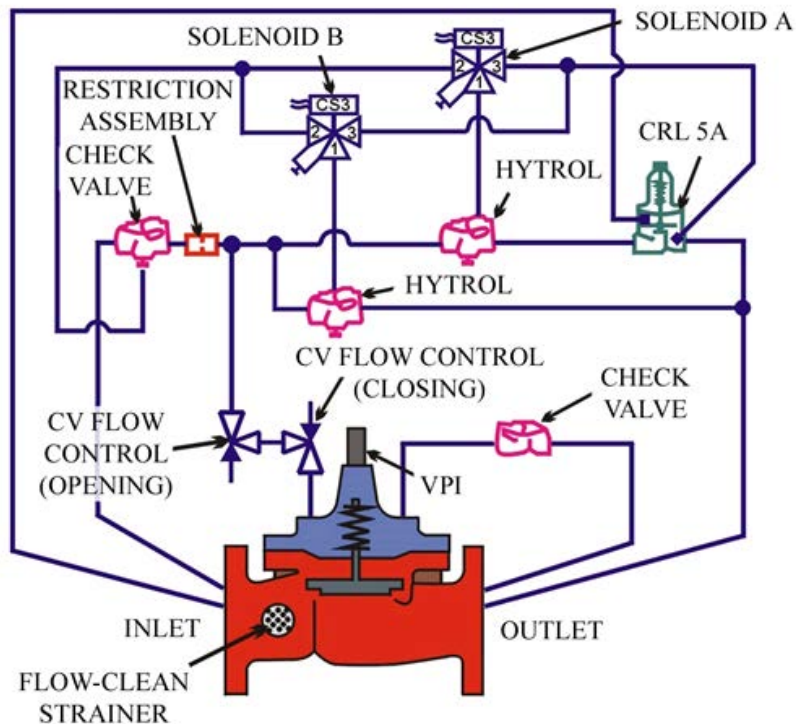 SOLENOID B
SOLENOID A
CS3
2 3
1
CS3
2 3
1
RESTRICTION
ASSEMBLY
CHECK
VALVE
HYTROL
CRL 5A
HYTROL
CV FLOW CONTROL
(CLOSING)
CHECK
VALVE
CV FLOW
CONTROL
(OPENING)
VPI
INLET
OUTLET
FLOW-CLEAN
STRAINER